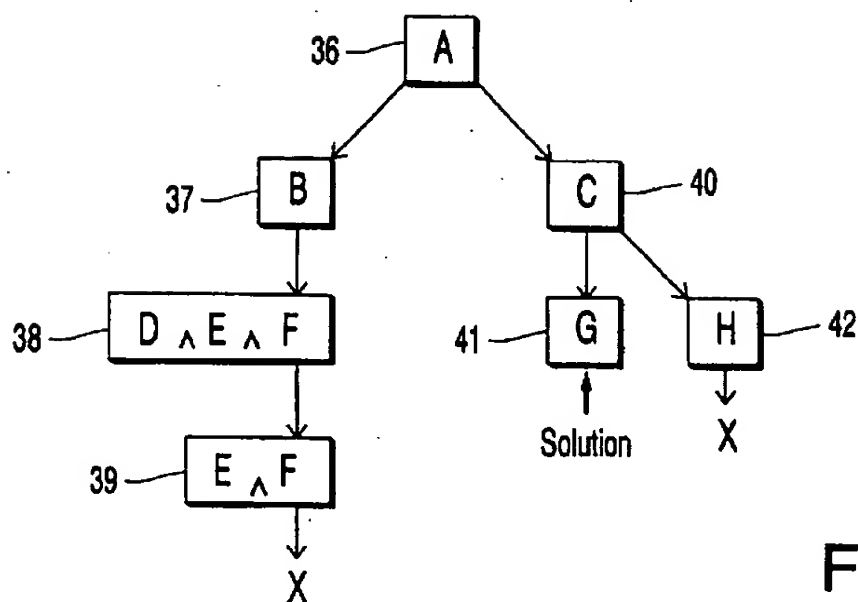 36 A
37 B
C 40
38 D ∧ E ∧ F
41 G
H 42
Solution
X
39 E ∧ F
X
F